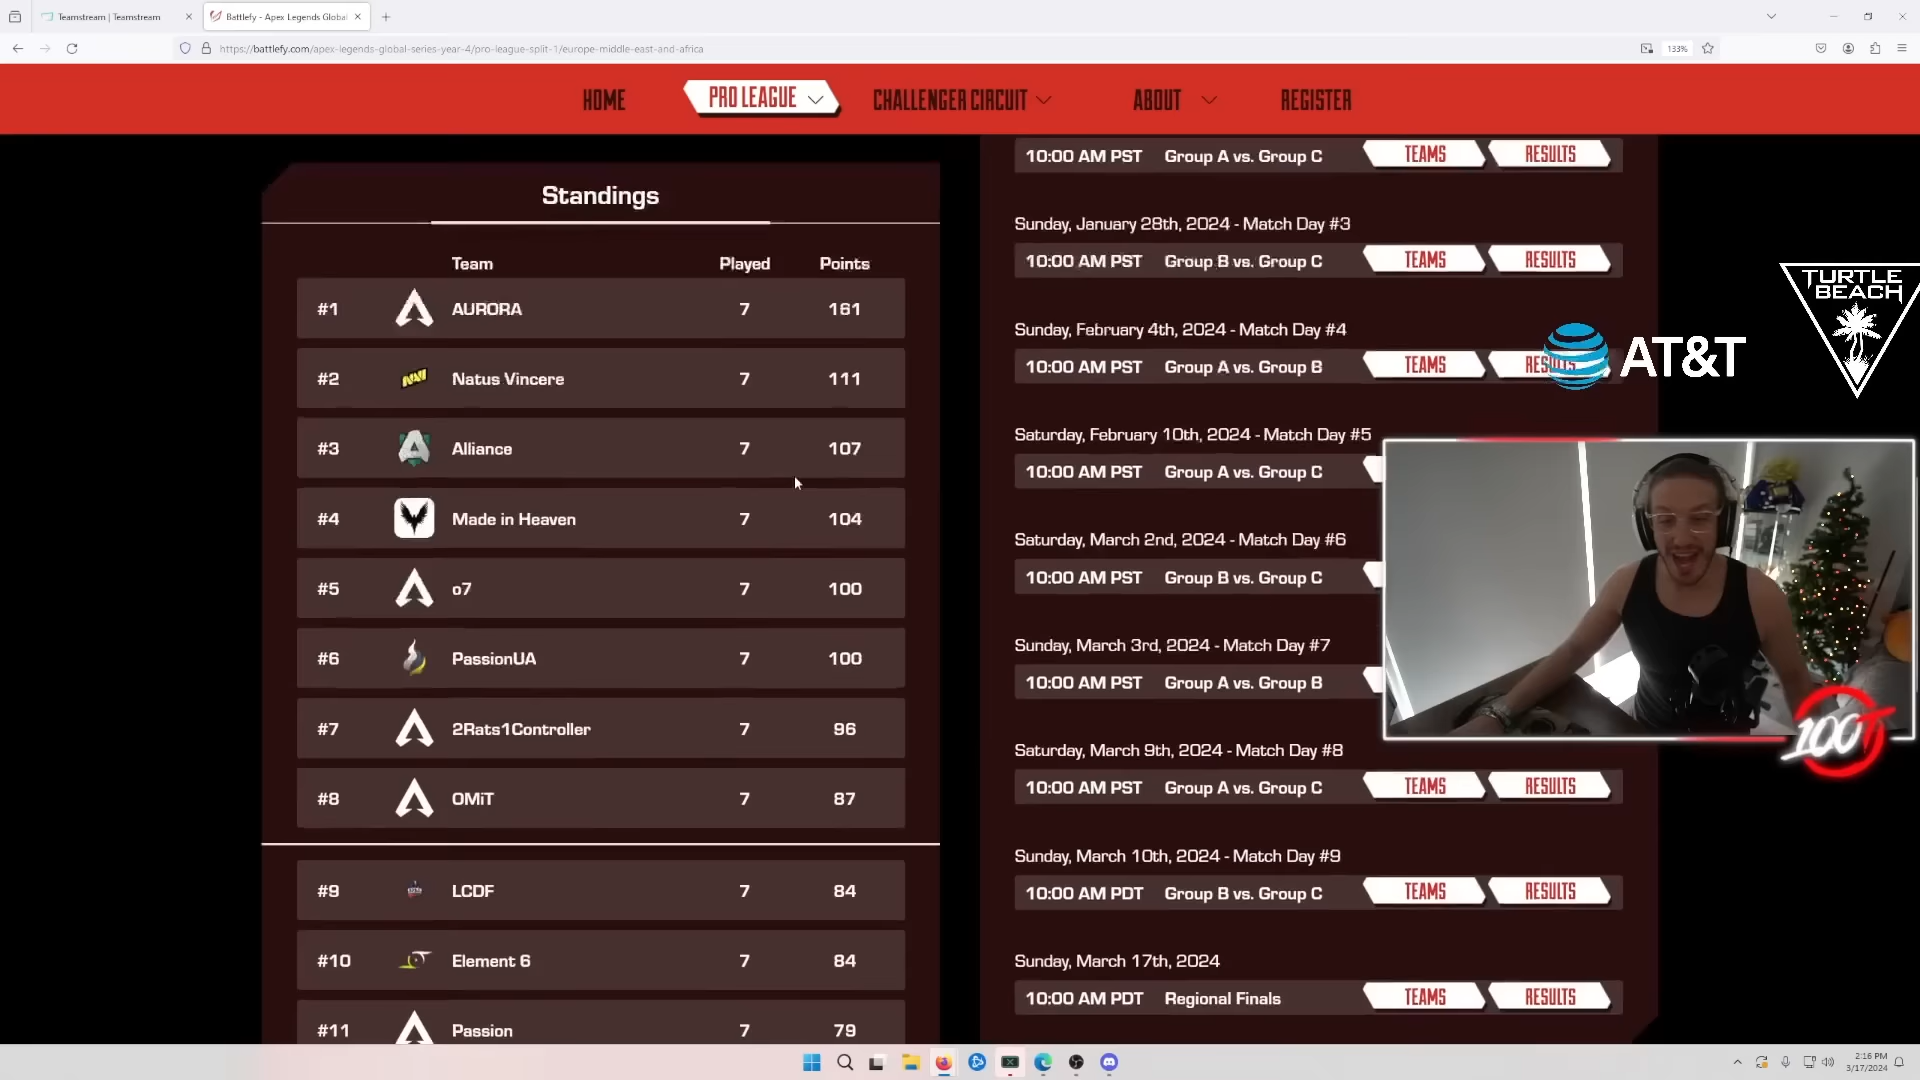 Teamstream | Teamstream
Battlefy - Apex Legends Global
https://battlefy.com/apex-legends-global-series-year-4/pro-league-split-1/europe-middle-east-and-africa
133%
HOME
PRO LEAGUE
CHALLENGER CIRCUIT
ABOUT
REGISTER
Standings
Team Played Points
#1 AURORA 7 161
#2 Natus Vincere 7 111
#3 Alliance 7 107
#4 Made in Heaven 7 104
#5 o7 7 100
#6 PassionUA 7 100
#7 2Rats1Controller 7 96
#8 OMiT 7 87
#9 LCDF 7 84
#10 Element 6 7 84
#11 Passion 7 79
10:00 AM PST Group A vs. Group C TEAMS RESULTS
Sunday, January 28th, 2024 - Match Day #3
10:00 AM PST Group B vs. Group C TEAMS RESULTS
Sunday, February 4th, 2024 - Match Day #4
10:00 AM PST Group A vs. Group B TEAMS
Saturday, February 10th, 2024 - Match Day #5
10:00 AM PST Group A vs. Group C
Saturday, March 2nd, 2024 - Match Day #6
10:00 AM PST Group B vs. Group C
Sunday, March 3rd, 2024 - Match Day #7
10:00 AM PST Group A vs. Group B
Saturday, March 9th, 2024 - Match Day #8
10:00 AM PST Group A vs. Group C TEAMS RESULTS
Sunday, March 10th, 2024 - Match Day #9
10:00 AM PDT Group B vs. Group C TEAMS RESULTS
Sunday, March 17th, 2024
10:00 AM PDT Regional Finals TEAMS RESULTS
TURTLE
BEACH
AT&T
100T
2:16 PM
3/17/2024